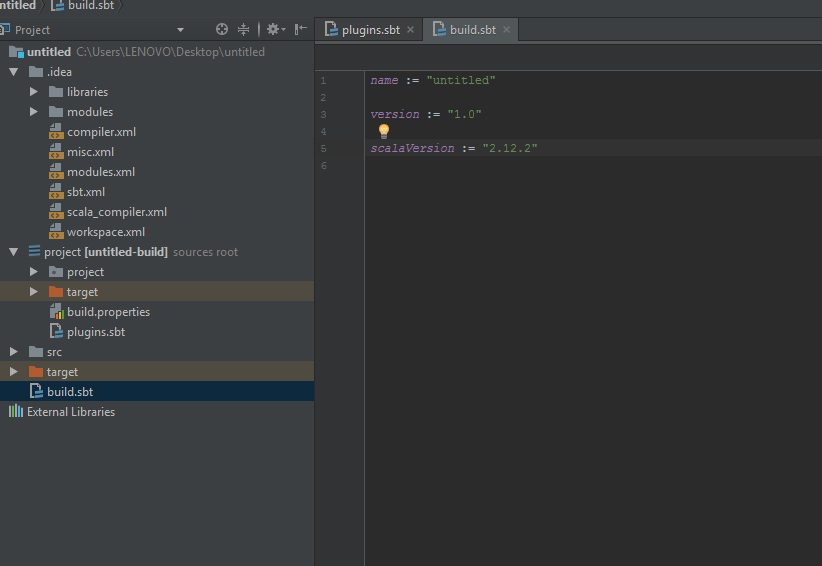 ntitled build.sbt
Project
plugins.sbt build.sbt
untitled C:\Users\LENOVO\Desktop\untitled
.idea
libraries
modules
compiler.xml
misc.xml
modules.xml
sbt.xml
scala_compiler.xml
workspace.xml
project [untitled-build] sources root
project
target
build.properties
plugins.sbt
src
target
build.sbt
External Libraries
1 name := "untitled"
2
3 version := "1.0"
4
5 scalaVersion := "2.12.2"
6